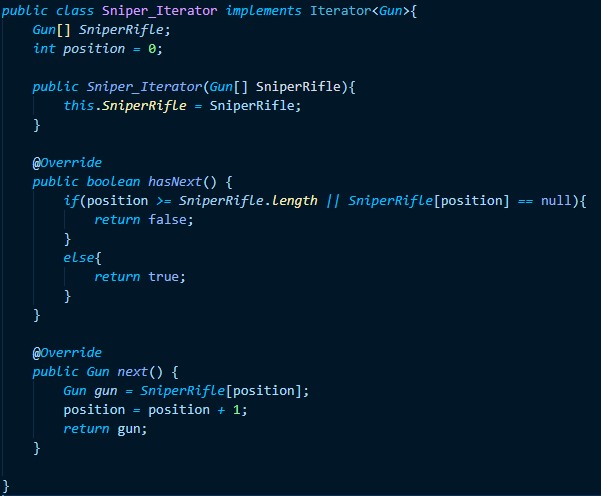 public class Sniper_Iterator implements Iterator<Gun>{
    Gun[] SniperRifle;
    int position = 0;

    public Sniper_Iterator(Gun[] SniperRifle){
        this.SniperRifle = SniperRifle;
    }

    @Override
    public boolean hasNext() {
        if(position >= SniperRifle.length || SniperRifle[position] == null){
            return false;
        }
        else{
            return true;
        }
    }

    @Override
    public Gun next() {
        Gun gun = SniperRifle[position];
        position = position + 1;
        return gun;
    }

}